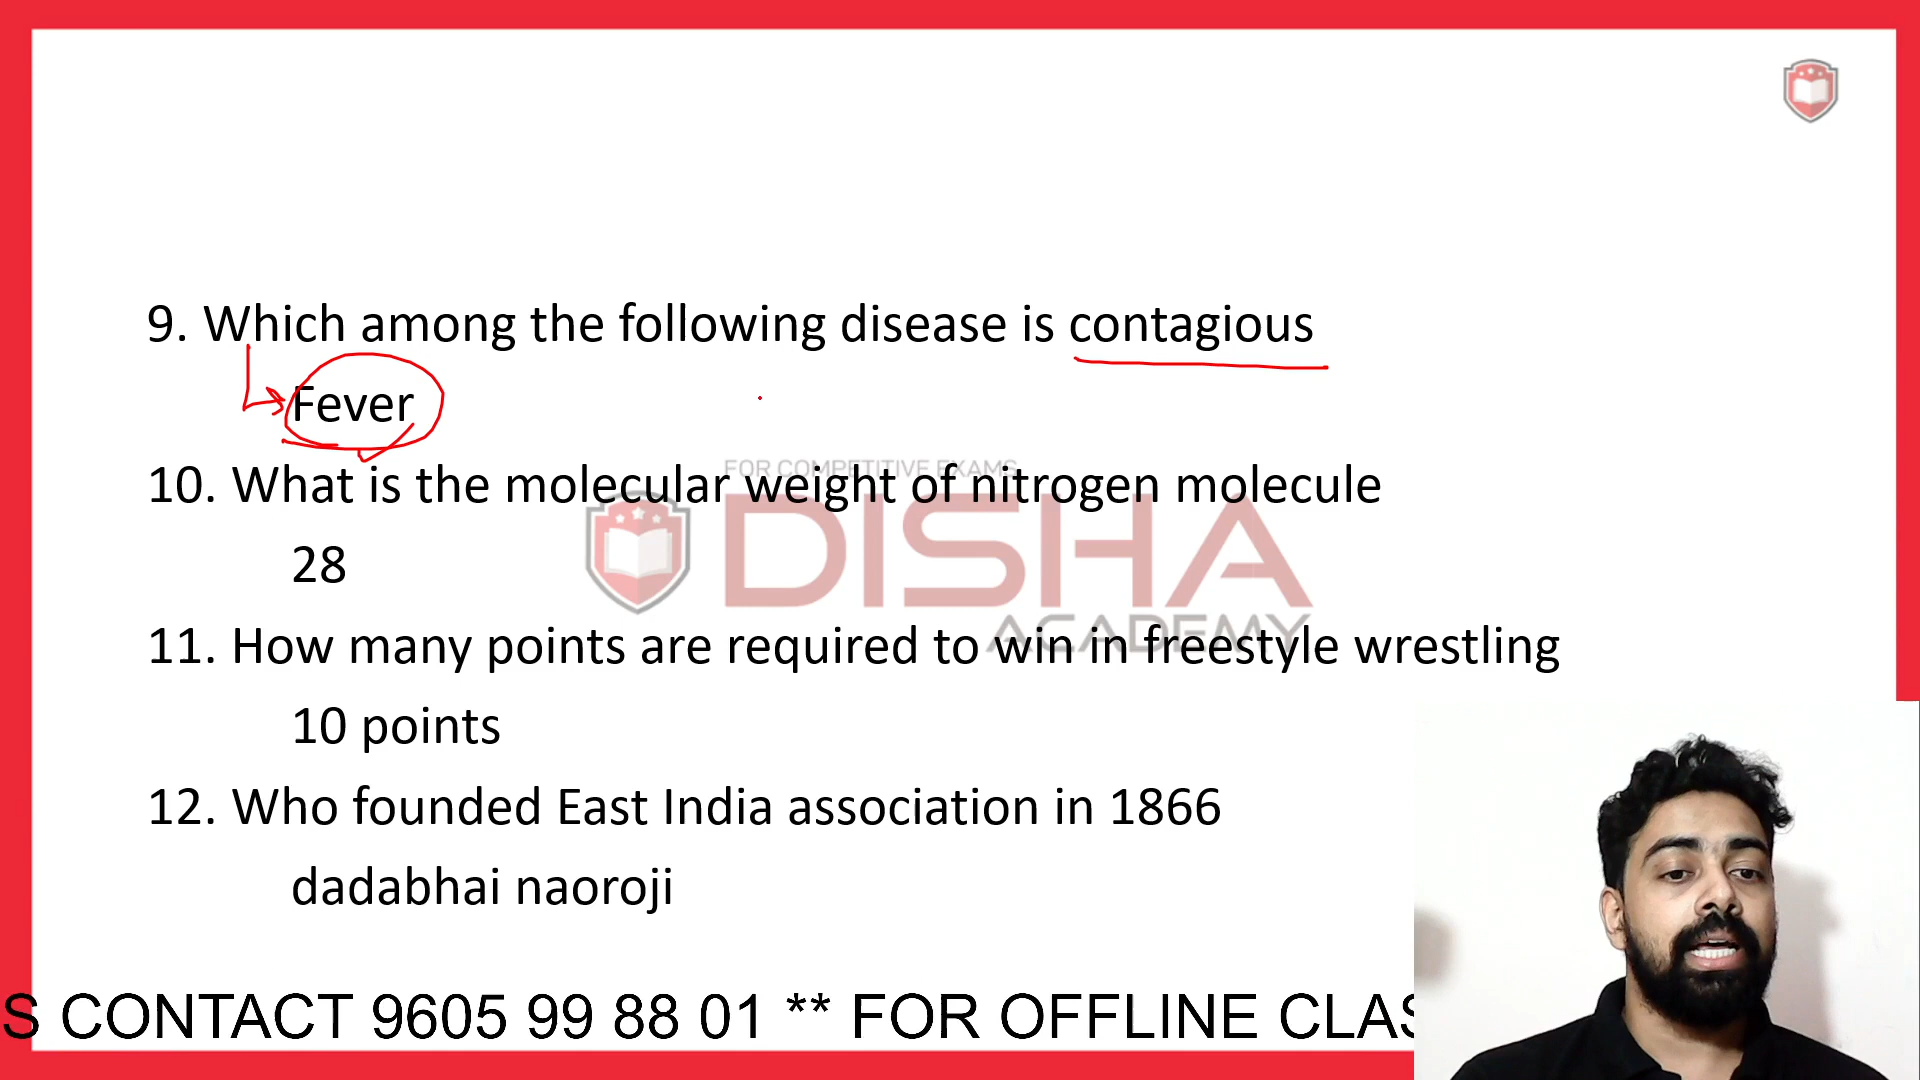 9. Which among the following disease is contagious
Fever
FOR COMPETITIVE EXAMS
10. What is the molecular weight of nitrogen molecule
DISHA
28
ACADEMY
11. How many points are required to win in freestyle wrestling
10 points
12. Who founded East India association in 1866
dadabhai naoroji
S CONTACT 9605 99 88 01 ** FOR OFFLINE CLAS